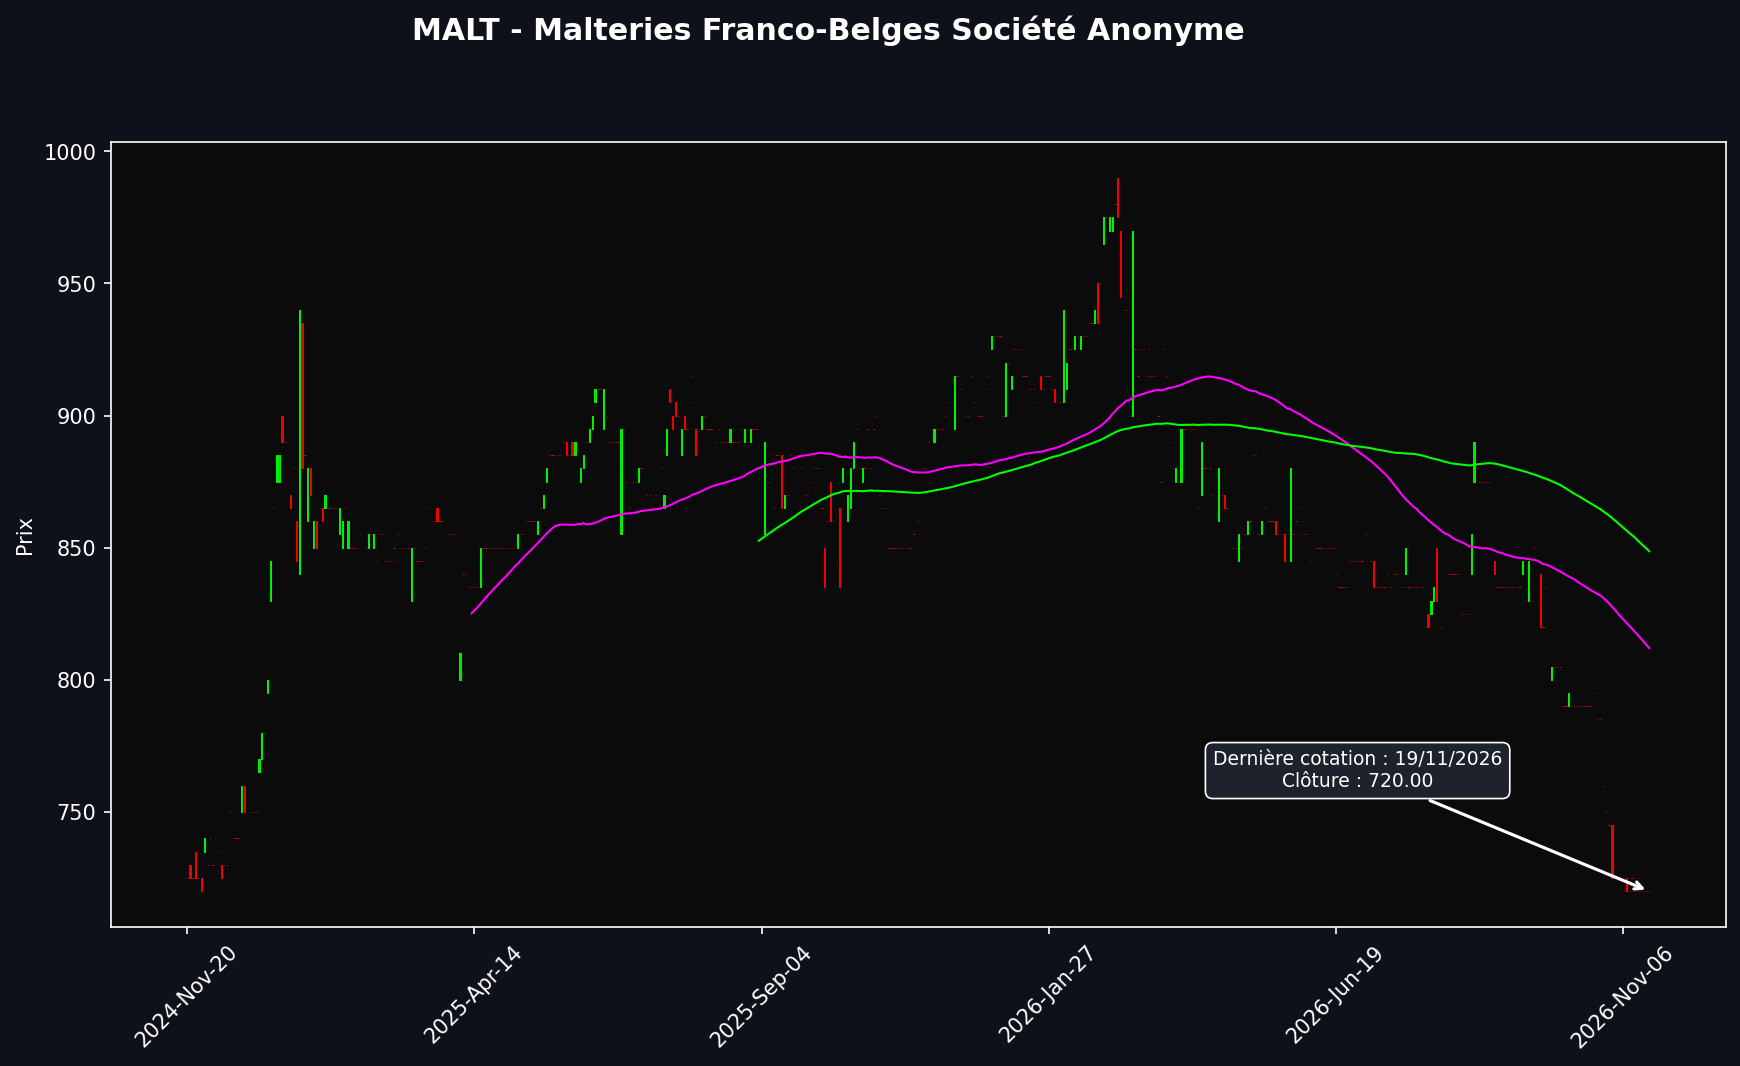 MALT - Malteries Franco-Belges Société Anonyme
Prix
1000
950
900
850
800
750
Dernière cotation : 19/11/2026
Clôture : 720.00
2024-Nov-20
2025-Apr-14
2025-Sep-04
2026-Jan-27
2026-Jun-19
2026-Nov-06